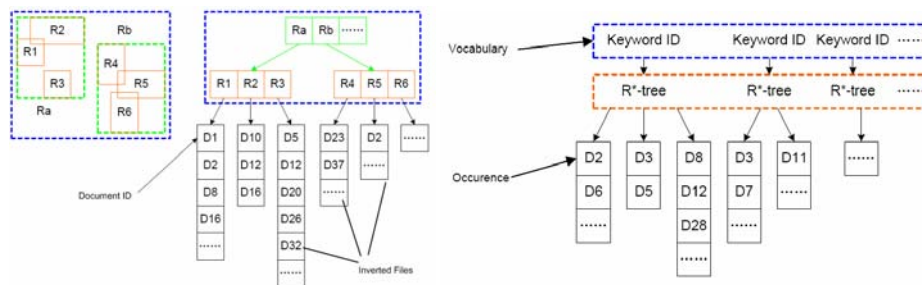 R2 Rb
R1
R4
R5
R3
R6
Ra
Ra Rb ......
R1 R2 R3
R4 R5 R6
D1 D10 D5 D23 D2 ......
D2 D12 D12 D37 ......
D8 D16 D20 ......
D16 D26
...... D32
......
Document ID
Inverted Files
Vocabulary
Keyword ID Keyword ID Keyword ID ......
R*-tree R*-tree R*-tree ......
Occurence
D2 D3 D8 D3 D11 ......
D6 D5 D12 D7 ......
...... D28 ......
......